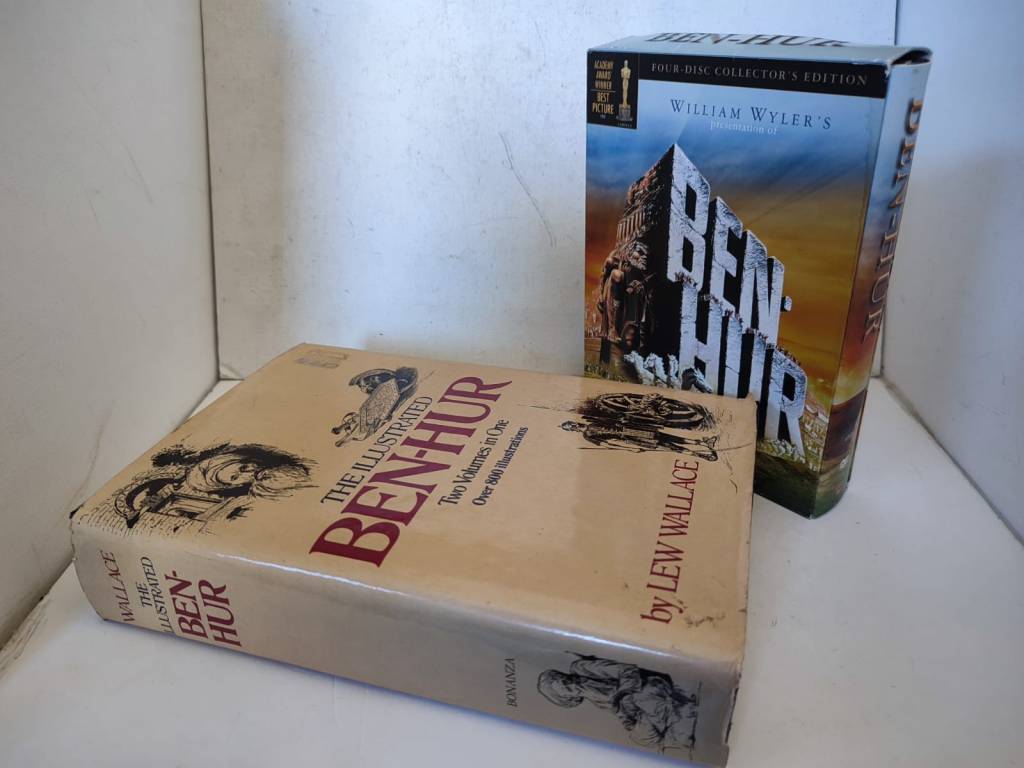 BEN-HUR
ACADEMY
AWARD
WINNER
BEST
PICTURE
FOUR-DISC COLLECTOR'S EDITION
WILLIAM WYLER'S
presentation of
BEN-
HUR
BEN-HUR
THE ILLUSTRATED
BEN-HUR
Two Volumes in One
Over 800 illustrations
by LEW WALLACE
WALLACE
THE
ILLUSTRATED
BEN-
HUR
BONANZA